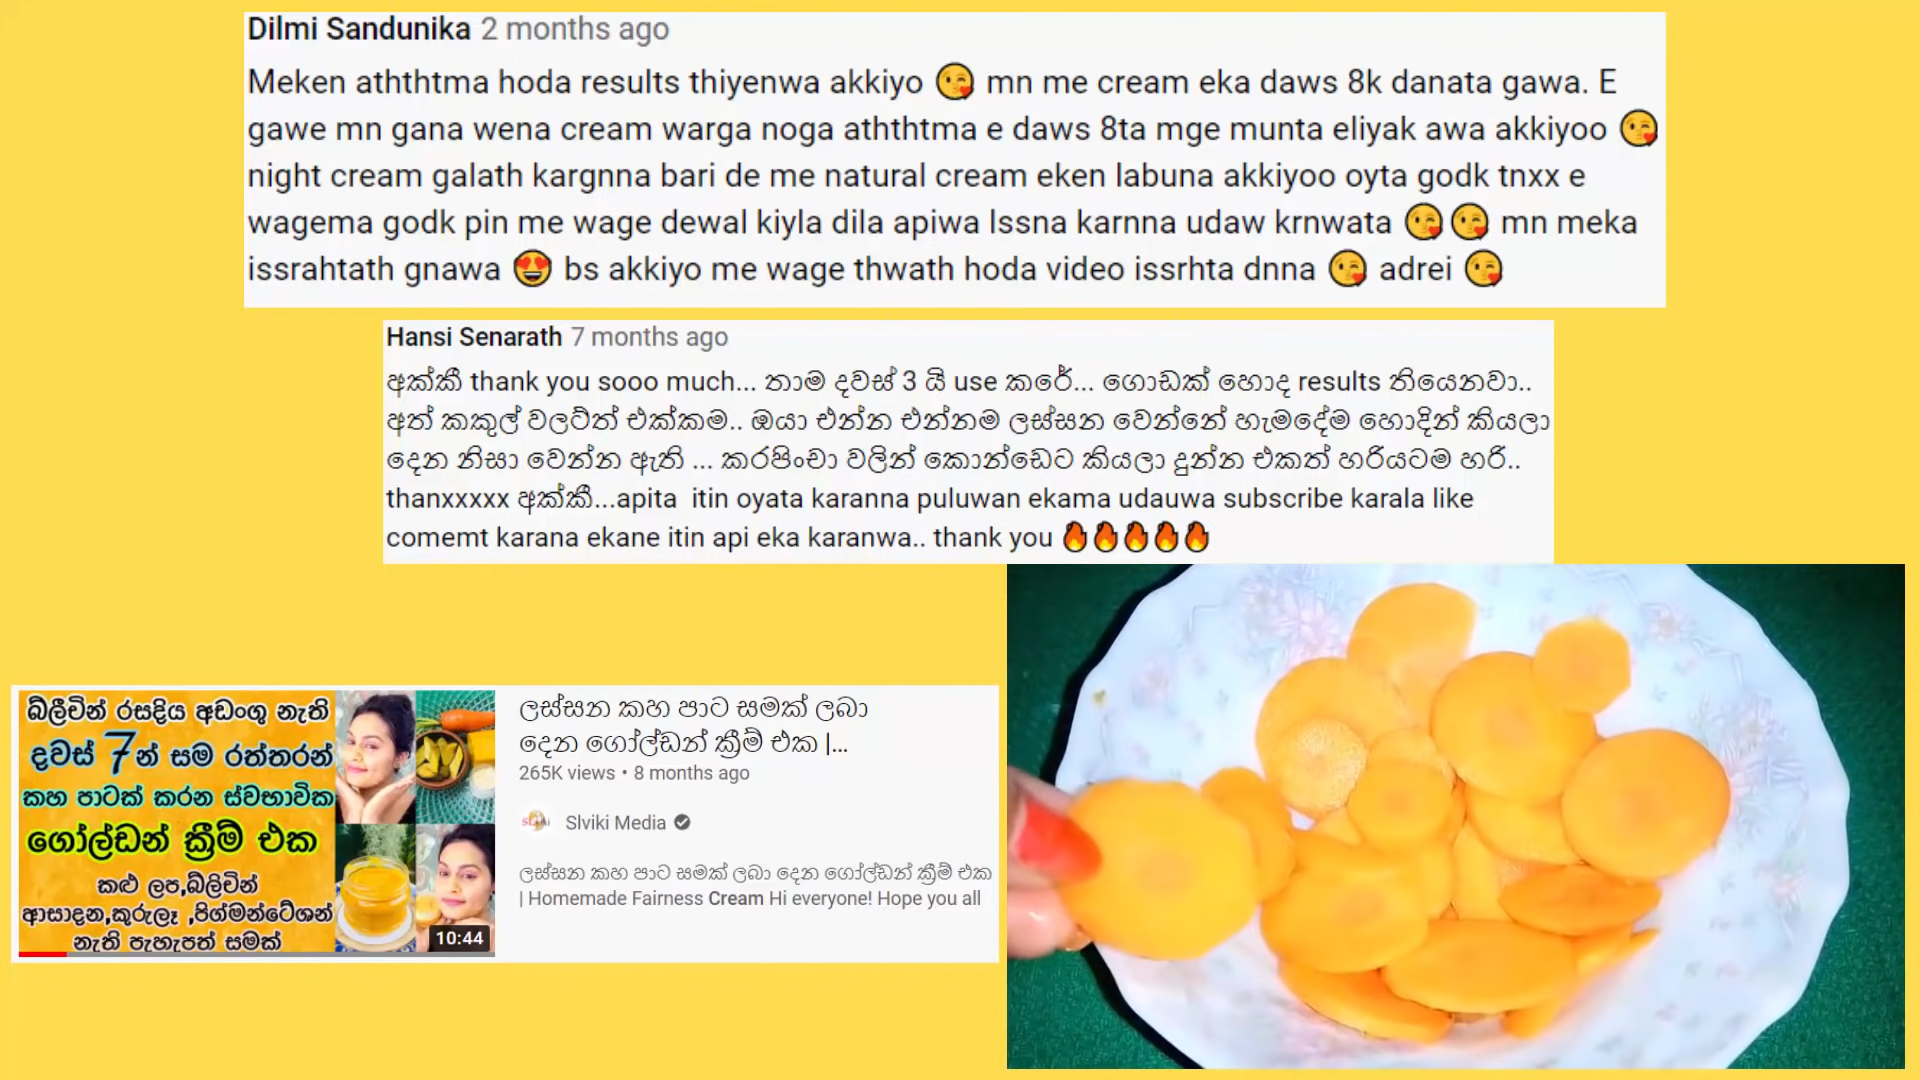 Dilmi Sandunika 2 months ago
Meken aththtma hoda results thiyenwa akkiyo 😘 mn me cream eka daws 8k danata gawa. E
gawe mn gana wena cream warga noga aththtma e daws 8ta mge munta eliyak awa akkiyoo 😘
night cream galath kargnna bari de me natural cream eken labuna akkiyoo oyta godk tnxx e
wagema godk pin me wage dewal kiyla dila apiwa lssna karnna udaw krnwata 😘😘 mn meka
issrahtath gnawa 😍 bs akkiyo me wage thwath hoda video issrhta dnna 😘 adrei 😘
Hansi Senarath 7 months ago
අක්කී thank you sooo much... තාම දවස් 3 යි use කරේ... ගොඩක් හොද results තියෙනවා..
අත් කකුල් වලට්ත් එක්කම.. ඔයා එන්න එන්නම ලස්සන වෙන්නේ හැමදේම හොදින් කියලා
දෙන නිසා වෙන්න ඇති ... කරපිංචා වලින් කොන්ඩෙට කියලා දුන්න එකත් හරියටම හරි..
thanxxxxx අක්කී...apita itin oyata karanna puluwan ekama udauwa subscribe karala like
comemt karana ekane itin api eka karanwa.. thank you 🔥🔥🔥🔥🔥
බ්ලීචින් රසදිය අඩංගු නැති
දවස් 7න් සම රත්තරන්
කහ පාටක් කරන ස්වභාවික
ගෝල්ඩන් ක්‍රීම් එක
කළු ලප,බ්ලිචින්
ආසාදන,කුරුලෑ ,පිග්මන්ටේශන්
නැති පැහැපත් සමක්
10:44
ලස්සන කහ පාට සමක් ලබා
දෙන ගෝල්ඩන් ක්‍රීම් එක |...
265K views • 8 months ago
Slviki Media
ලස්සන කහ පාට සමක් ලබා දෙන ගෝල්ඩන් ක්‍රීම් එක
| Homemade Fairness Cream Hi everyone! Hope you all